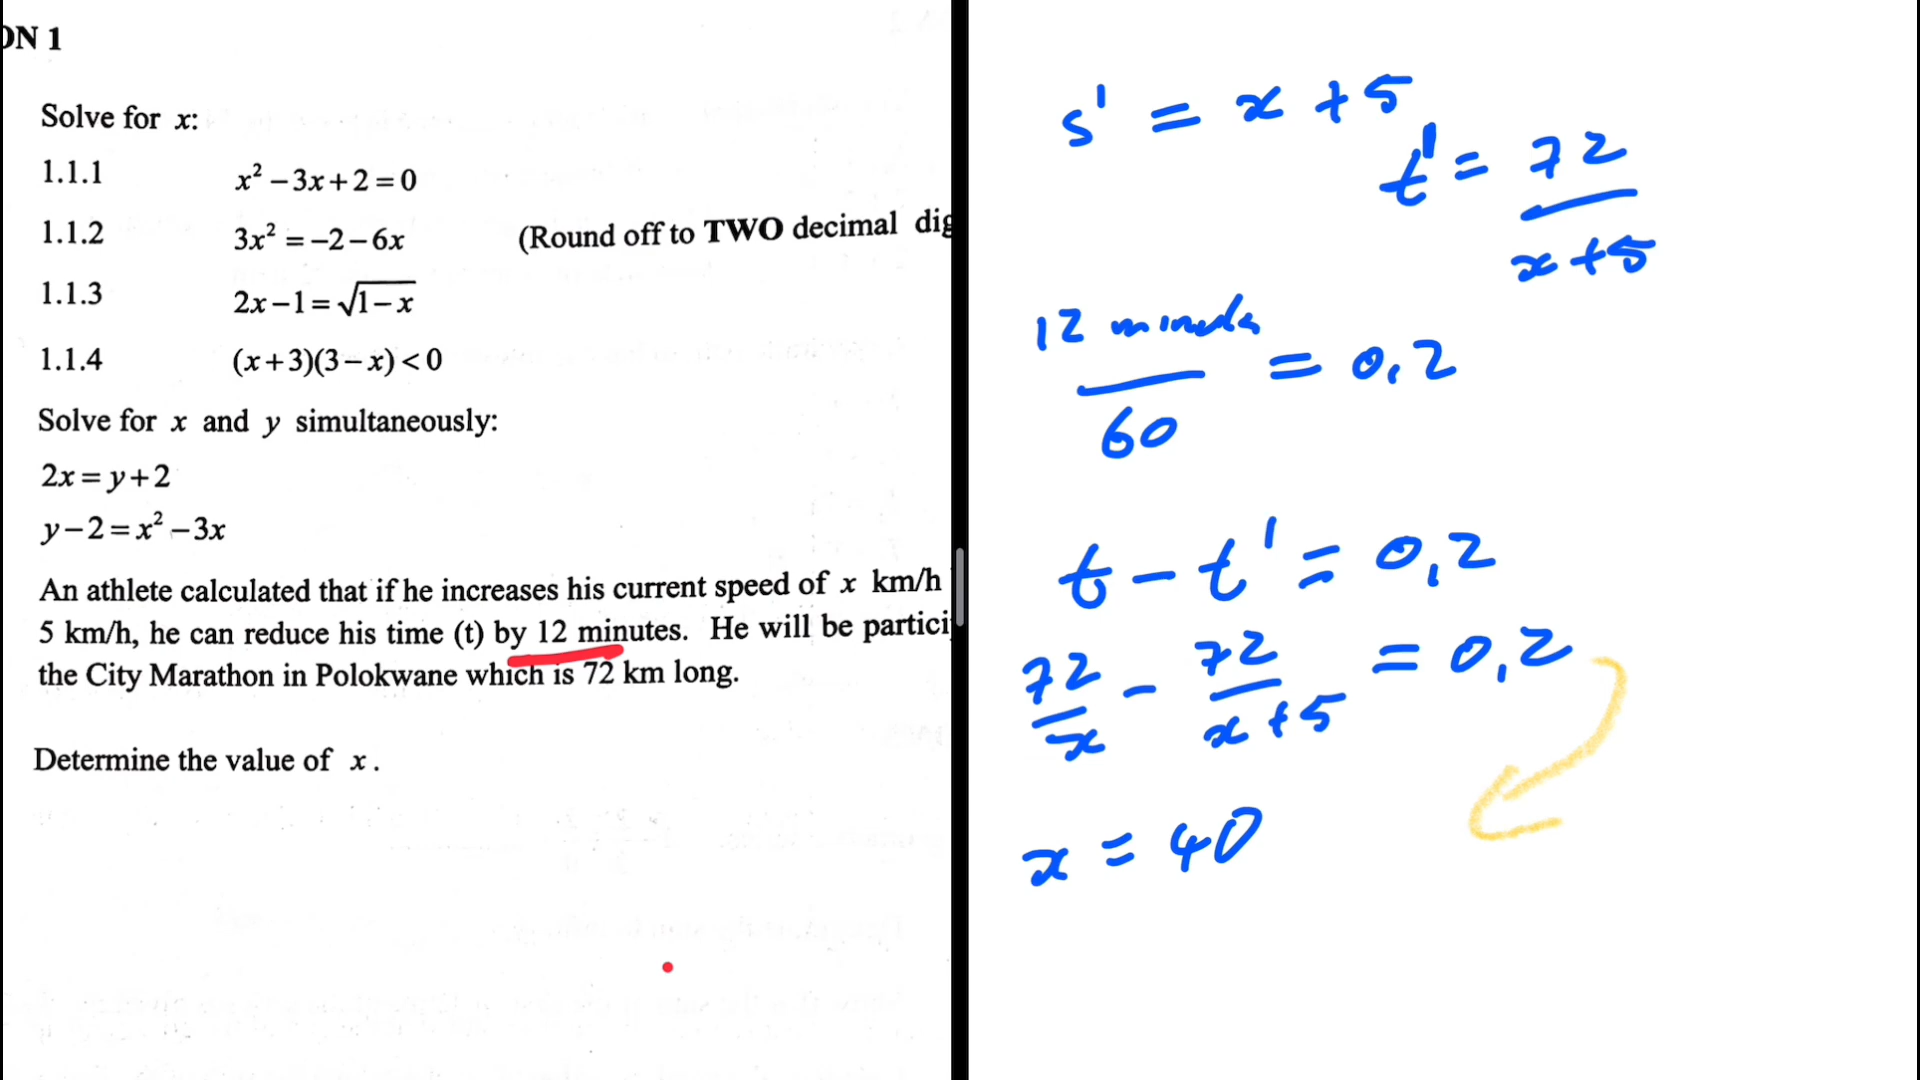 ON 1
Solve for x:
1.1.1 x² – 3x + 2 = 0
1.1.2 3x² = –2 – 6x (Round off to TWO decimal dig
1.1.3 2x – 1 = √(1 – x)
1.1.4 (x + 3)(3 – x) < 0
Solve for x and y simultaneously:
2x = y + 2
y – 2 = x² – 3x
An athlete calculated that if he increases his current speed of x km/h
5 km/h, he can reduce his time (t) by 12 minutes. He will be partici
the City Marathon in Polokwane which is 72 km long.
Determine the value of x.
s' = x + 5
t' = 72/(x + 5)
12 minutes/60 = 0,2
t – t' = 0,2
72/x – 72/(x + 5) = 0,2
x = 40